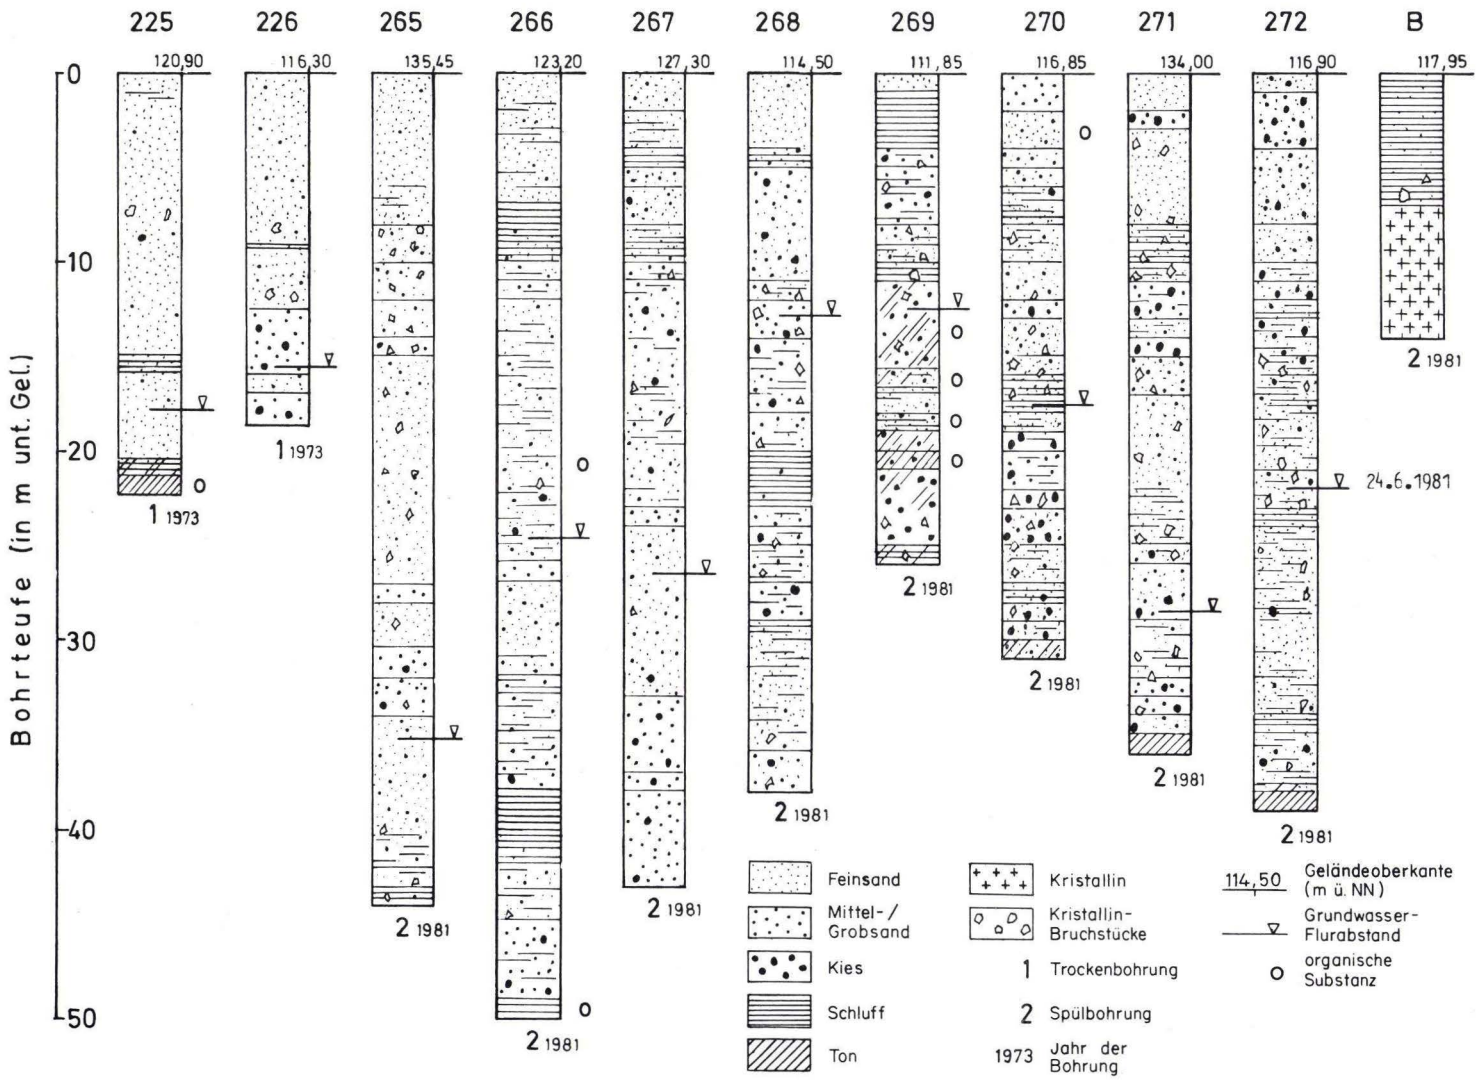 225 226 265 266 267 268 269 270 271 272 B
120,90 116,30 135,45 123,20 127,30 114,50 111,85 116,85 134,00 116,90 117,95
Bohrteufe (in m unt. Gel.)
0
-10
-20
-30
-40
-50
1 1973
1 1973
2 1981
2 1981
2 1981
2 1981
2 1981
2 1981
2 1981
2 1981
2 1981
24.6.1981
Feinsand
Mittel-/
Grobsand
Kies
Schluff
Ton
Kristallin
Kristallin-
Bruchstücke
1 Trockenbohrung
2 Spülbohrung
1973 Jahr der
Bohrung
114,50 Geländeoberkante
(m ü. NN)
Grundwasser-
Flurabstand
organische
Substanz